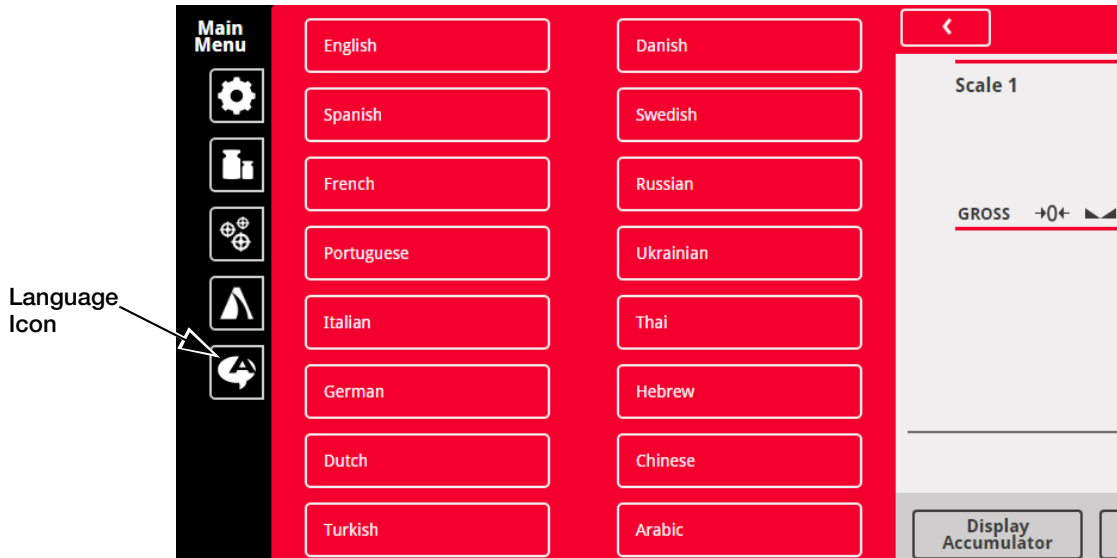 Main
Menu
Language
Icon
English
Spanish
French
Portuguese
Italian
German
Dutch
Turkish
Danish
Swedish
Russian
Ukrainian
Thai
Hebrew
Chinese
Arabic
Scale 1
GROSS →0←
Display
Accumulator